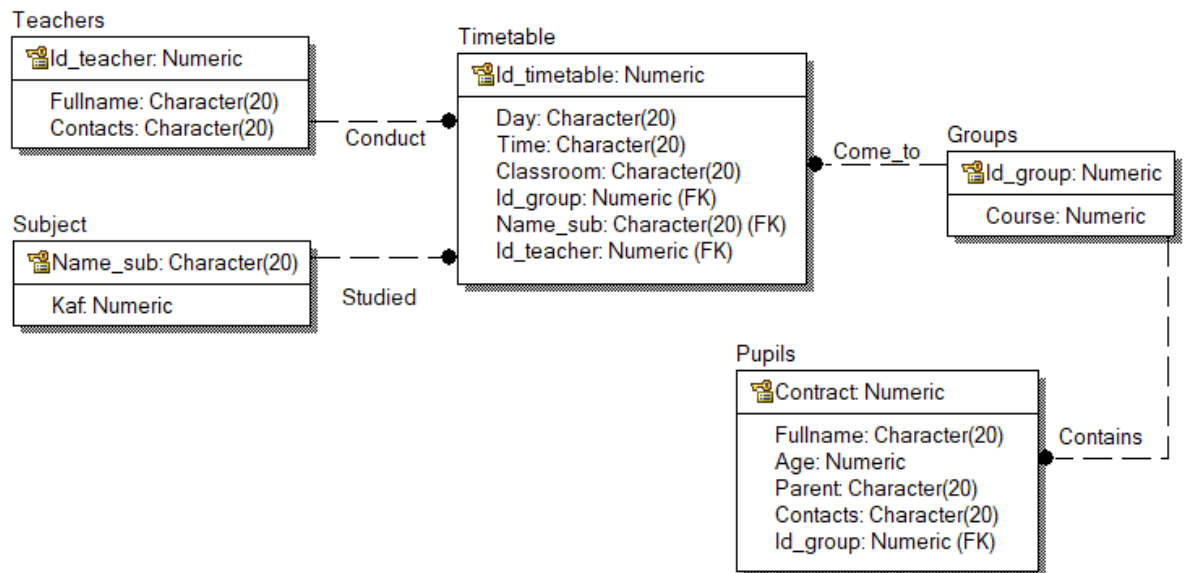 Teachers
Id_teacher: Numeric
Fullname: Character(20)
Contacts: Character(20)
Conduct
Subject
Name_sub: Character(20)
Kaf: Numeric
Studied
Timetable
Id_timetable: Numeric
Day: Character(20)
Time: Character(20)
Classroom: Character(20)
Id_group: Numeric (FK)
Name_sub: Character(20) (FK)
Id_teacher: Numeric (FK)
Come_to
Groups
Id_group: Numeric
Course: Numeric
Contains
Pupils
Contract: Numeric
Fullname: Character(20)
Age: Numeric
Parent: Character(20)
Contacts: Character(20)
Id_group: Numeric (FK)